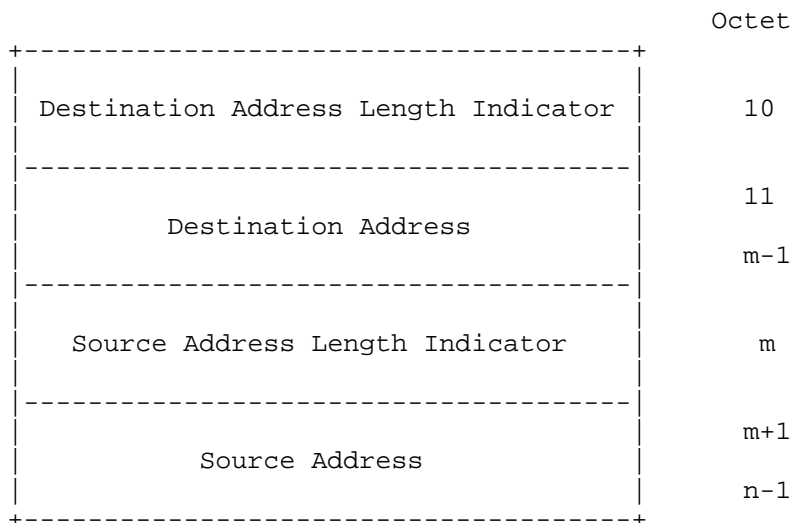 Octet
Destination Address Length Indicator 10
11
Destination Address
m-1
Source Address Length Indicator m
m+1
Source Address
n-1